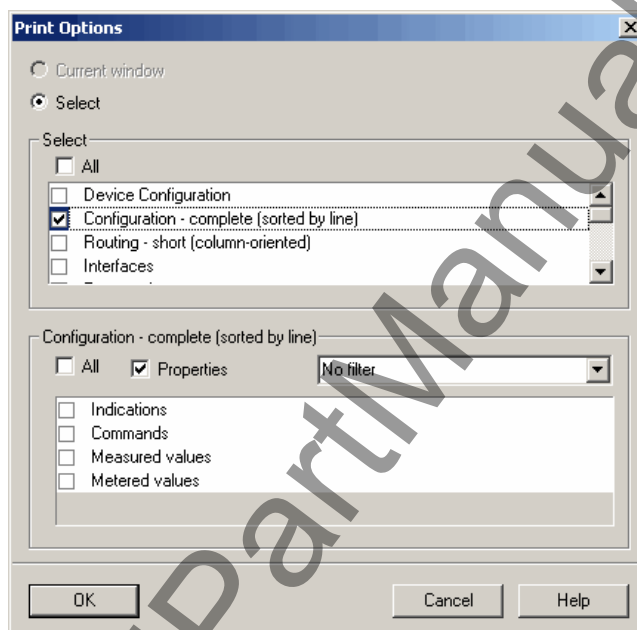 Print Options
Current window
Select
Select
All
Device Configuration
Configuration - complete (sorted by line)
Routing - short (column-oriented)
Interfaces
Configuration - complete (sorted by line)
All Properties No filter
Indications
Commands
Measured values
Metered values
OK Cancel Help
PartManua